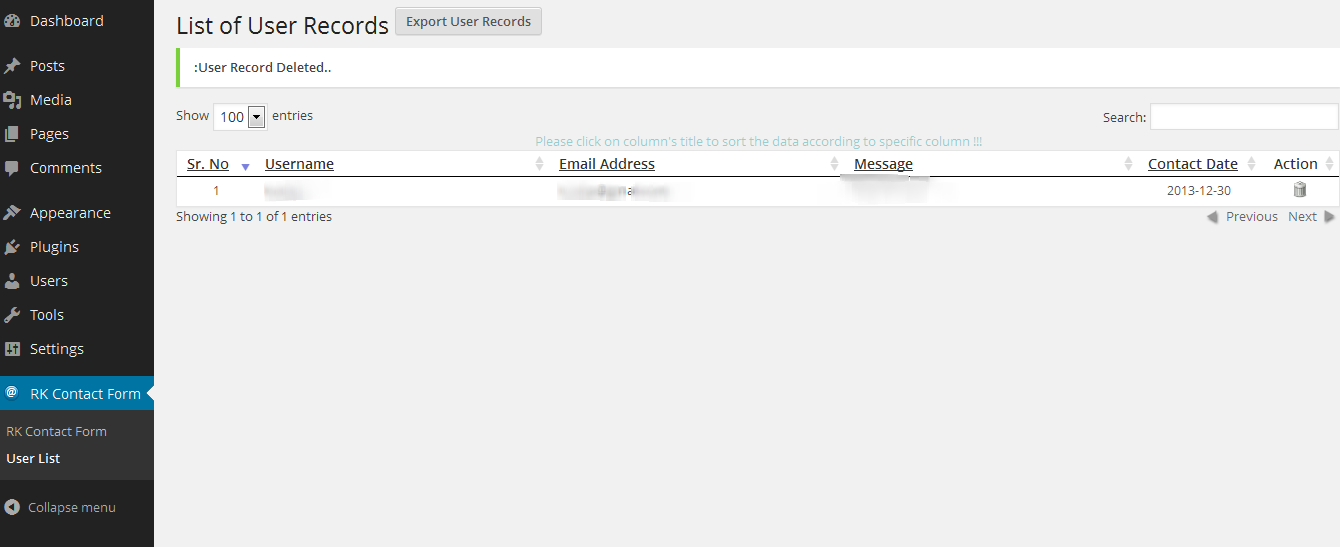 Dashboard
Posts
Media
Pages
Comments
Appearance
Plugins
Users
Tools
Settings
RK Contact Form
RK Contact Form
User List
Collapse menu
List of User Records Export User Records
:User Record Deleted..
Show 100 entries Search:
Please click on column's title to sort the data according to specific column !!!
Sr. No Username Email Address Message Contact Date Action
1 2013-12-30
Showing 1 to 1 of 1 entries Previous Next